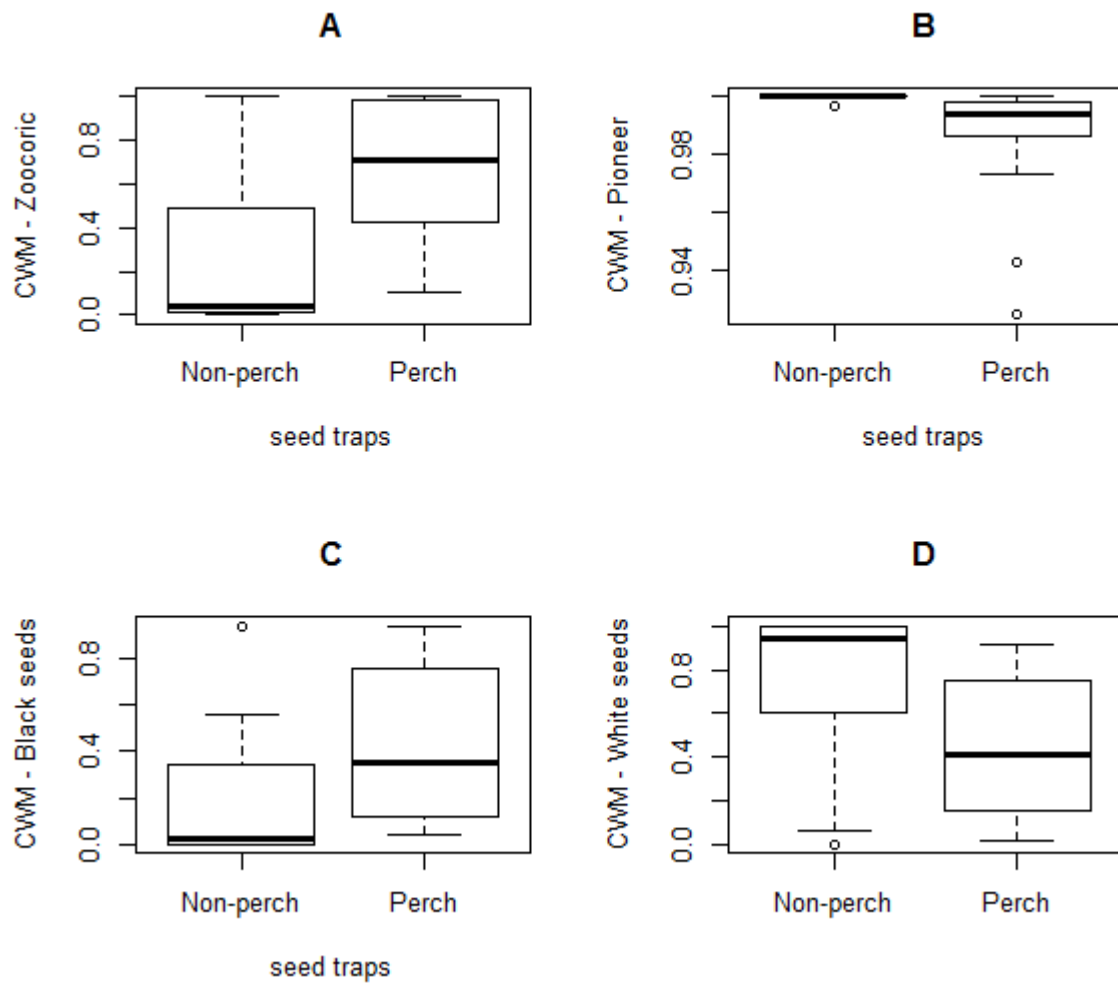 A
CWM - Zoocoric
0.0 0.4 0.8
Non-perch Perch
seed traps
B
CWM - Pioneer
0.94 0.98
Non-perch Perch
seed traps
C
CWM - Black seeds
0.0 0.4 0.8
Non-perch Perch
seed traps
D
CWM - White seeds
0.0 0.4 0.8
Non-perch Perch